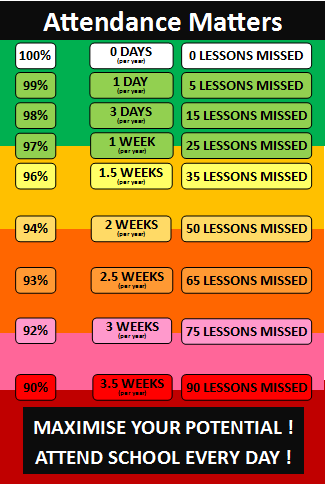 Attendance Matters
100% 0 DAYS 0 LESSONS MISSED
(per year)
99% 1 DAY 5 LESSONS MISSED
(per year)
98% 3 DAYS 15 LESSONS MISSED
(per year)
97% 1 WEEK 25 LESSONS MISSED
(per year)
96% 1.5 WEEKS 35 LESSONS MISSED
(per year)
94% 2 WEEKS 50 LESSONS MISSED
(per year)
93% 2.5 WEEKS 65 LESSONS MISSED
(per year)
92% 3 WEEKS 75 LESSONS MISSED
(per year)
90% 3.5 WEEKS 90 LESSONS MISSED
(per year)
MAXIMISE YOUR POTENTIAL !
ATTEND SCHOOL EVERY DAY !